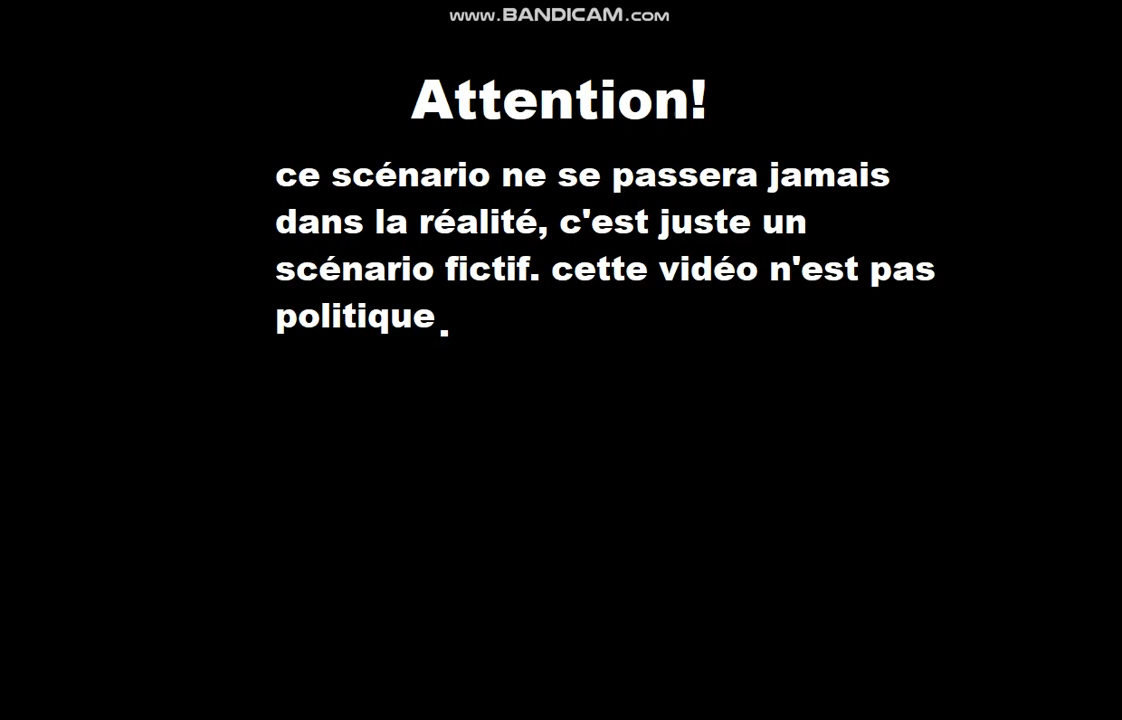 www.BANDICAM.com
Attention!
ce scénario ne se passera jamais
dans la réalité, c'est juste un
scénario fictif. cette vidéo n'est pas
politique.